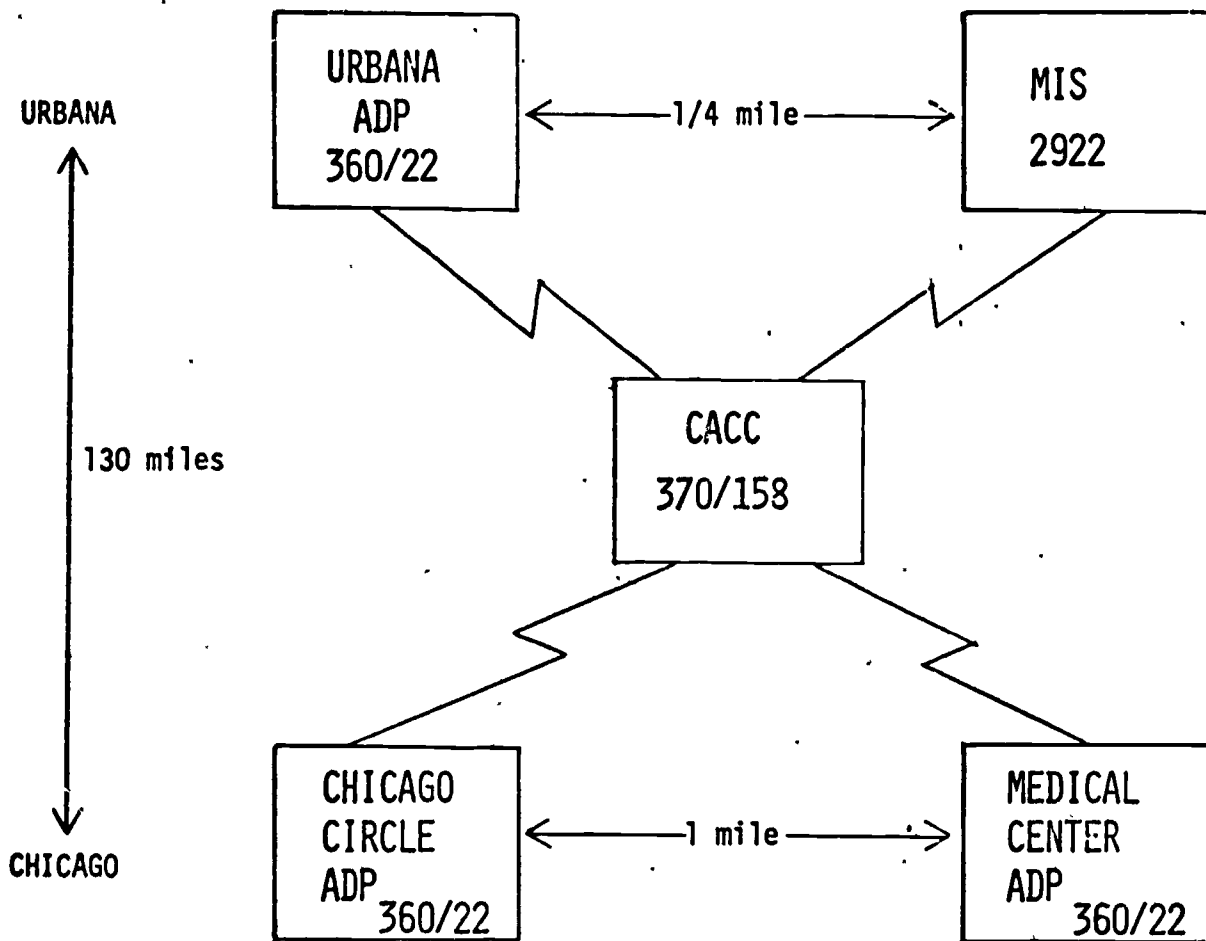 URBANA
ADP
360/22
1/4 mile
MIS
2922
URBANA
130 miles
CHICAGO
CACC
370/158
CHICAGO
CIRCLE
ADP
360/22
1 mile
MEDICAL
CENTER
ADP
360/22